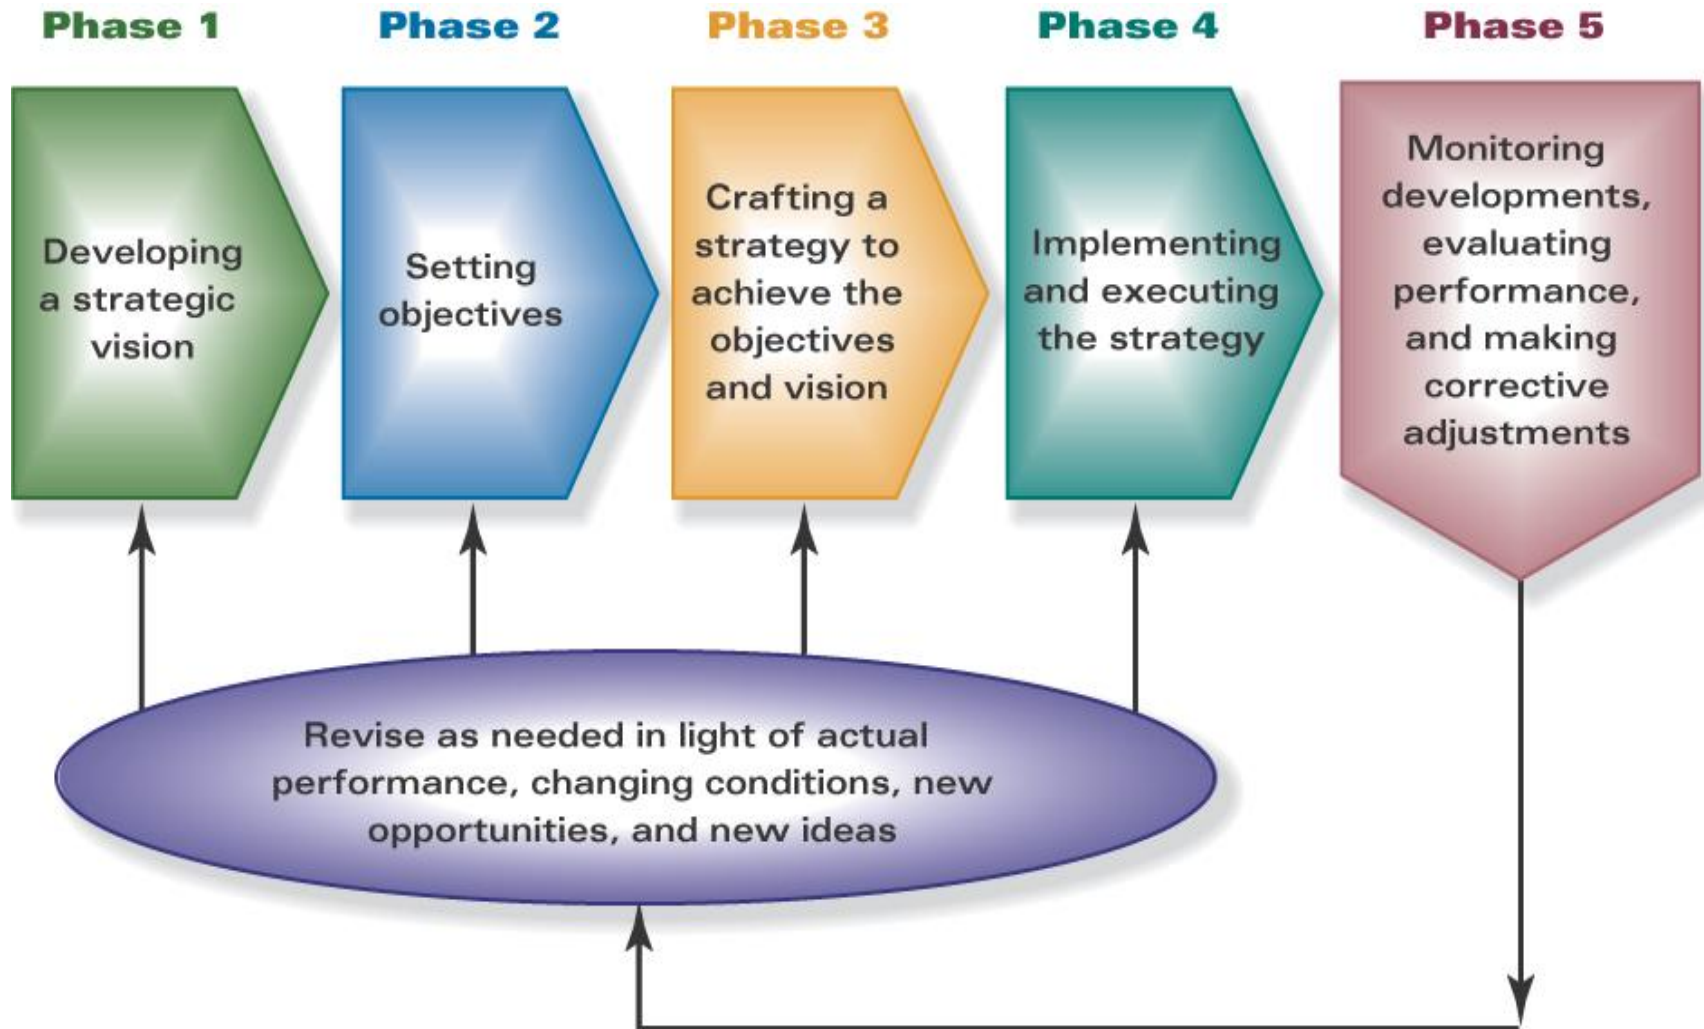 Phase 1
Phase 2
Phase 3
Phase 4
Phase 5
Developing
a strategic
vision
Setting
objectives
Crafting a
strategy to
achieve the
objectives
and vision
Implementing
and executing
the strategy
Monitoring
developments,
evaluating
performance,
and making
corrective
adjustments
Revise as needed in light of actual
performance, changing conditions, new
opportunities, and new ideas